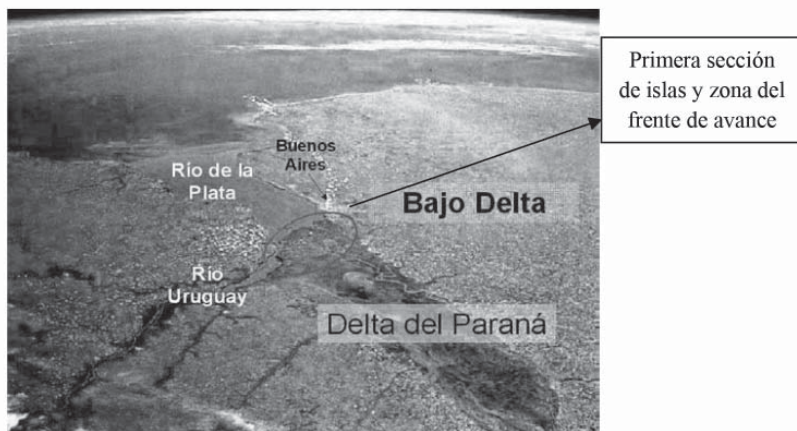 Primera sección
de islas y zona del
frente de avance
Buenos
Aires
Río de la
Plata
Bajo Delta
Río
Uruguay
Delta del Paraná